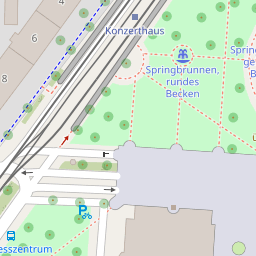 6
4
8
Konzerthaus
Springbrunnen,
rundes
Becken
Spring
ge
B
esszentrum